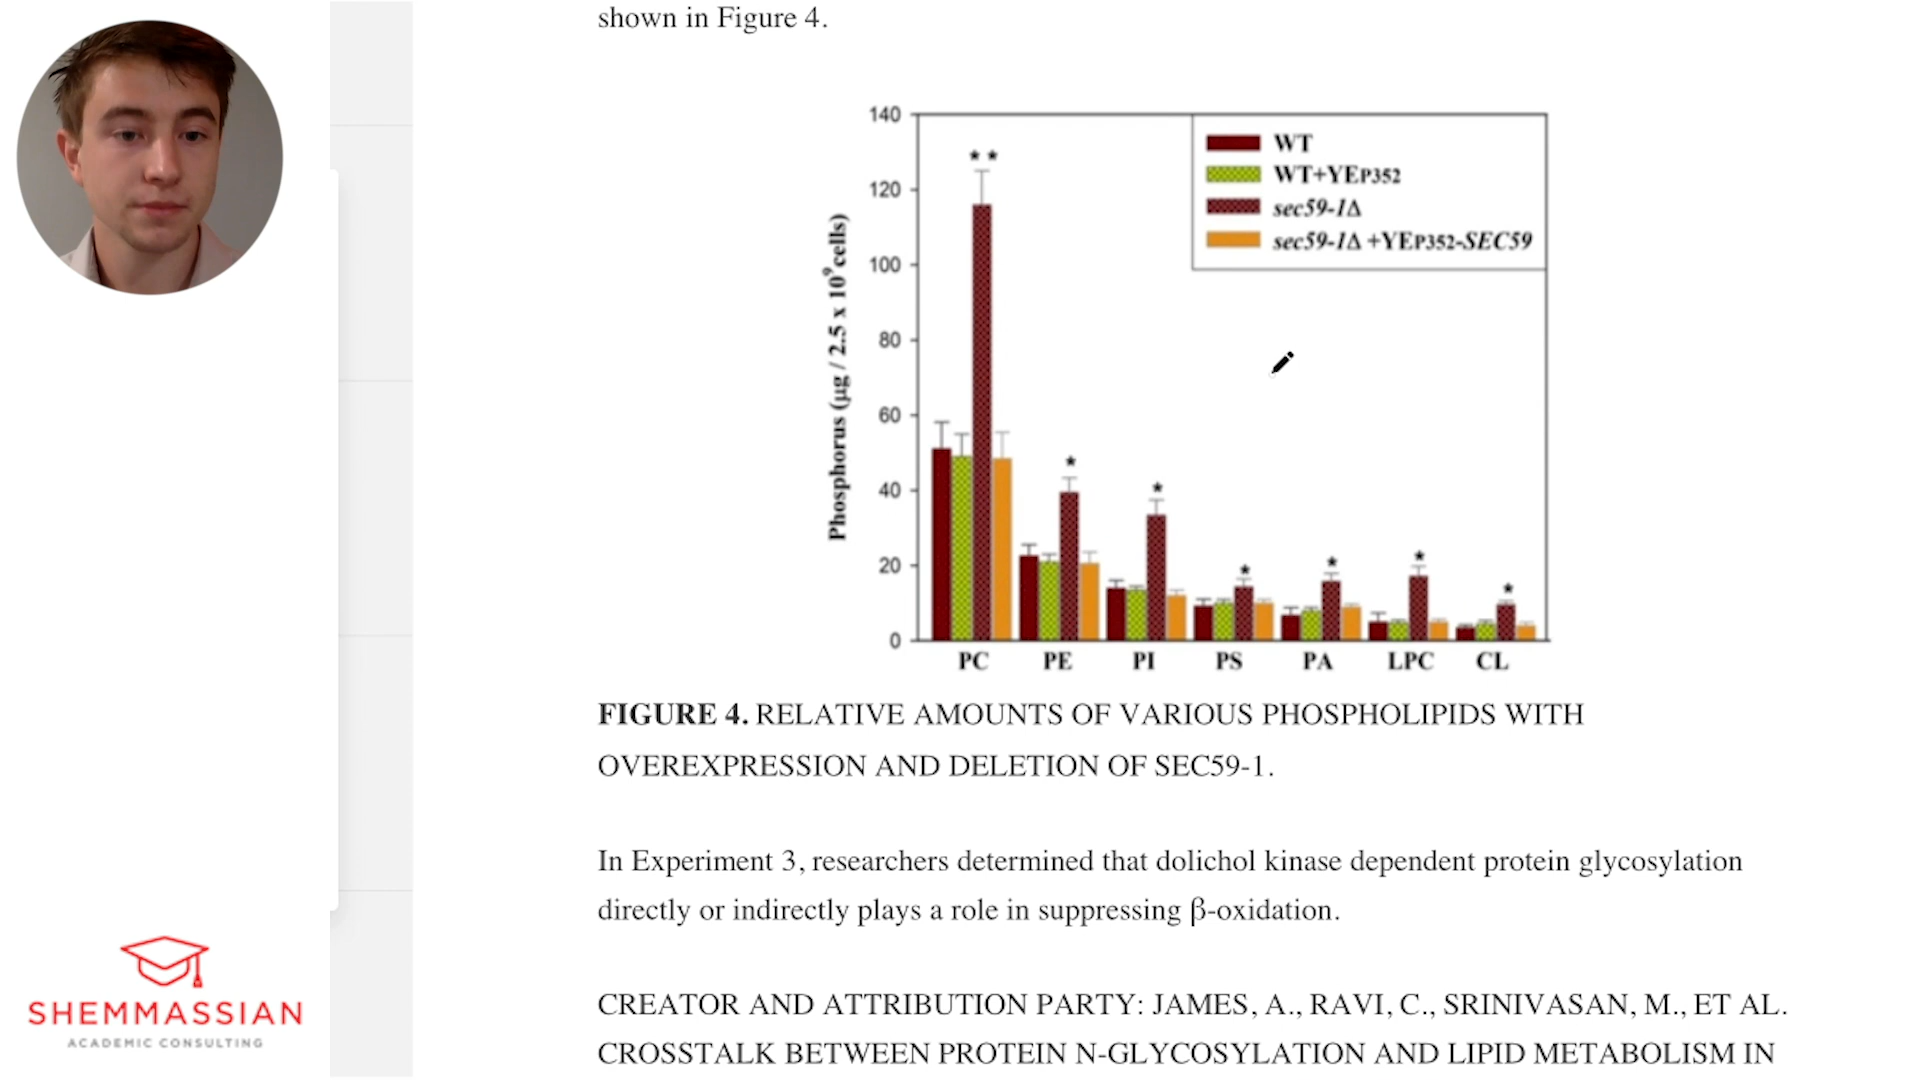 shown in Figure 4.
140
120
100
80
60
40
20
0
Phosphorus (µg / 2.5 x 10⁹cells)
* *
*
*
*
*
*
*
WT
WT+YEP352
sec59-1Δ
sec59-1Δ +YEP352-SEC59
PC PE PI PS PA LPC CL
FIGURE 4. RELATIVE AMOUNTS OF VARIOUS PHOSPHOLIPIDS WITH
OVEREXPRESSION AND DELETION OF SEC59-1.
In Experiment 3, researchers determined that dolichol kinase dependent protein glycosylation
directly or indirectly plays a role in suppressing β-oxidation.
CREATOR AND ATTRIBUTION PARTY: JAMES, A., RAVI, C., SRINIVASAN, M., ET AL.
CROSSTALK BETWEEN PROTEIN N-GLYCOSYLATION AND LIPID METABOLISM IN
SHEMMASSIAN
ACADEMIC CONSULTING